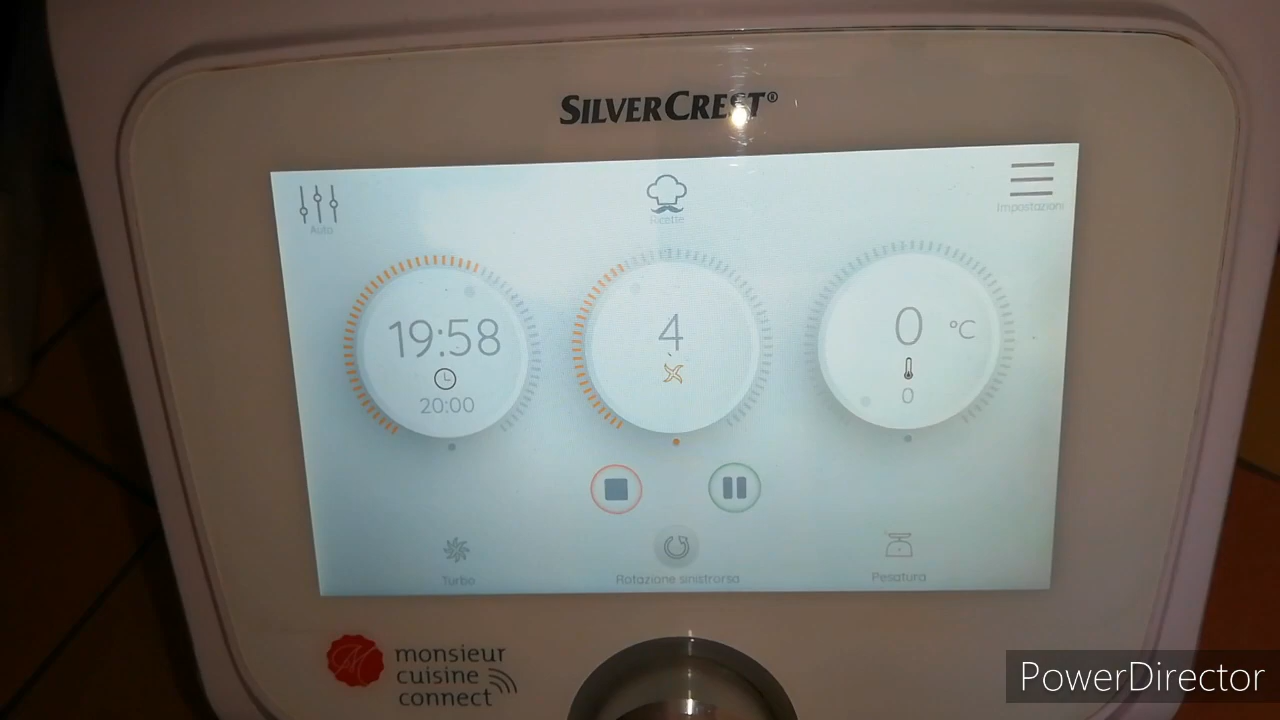 SILVERCREST®
Auto
Ricette
Impostazioni
19:58
20:00
4
0 °C
0
Turbo
Rotazione sinistrorsa
Pesatura
monsieur
cuisine
connect
PowerDirector